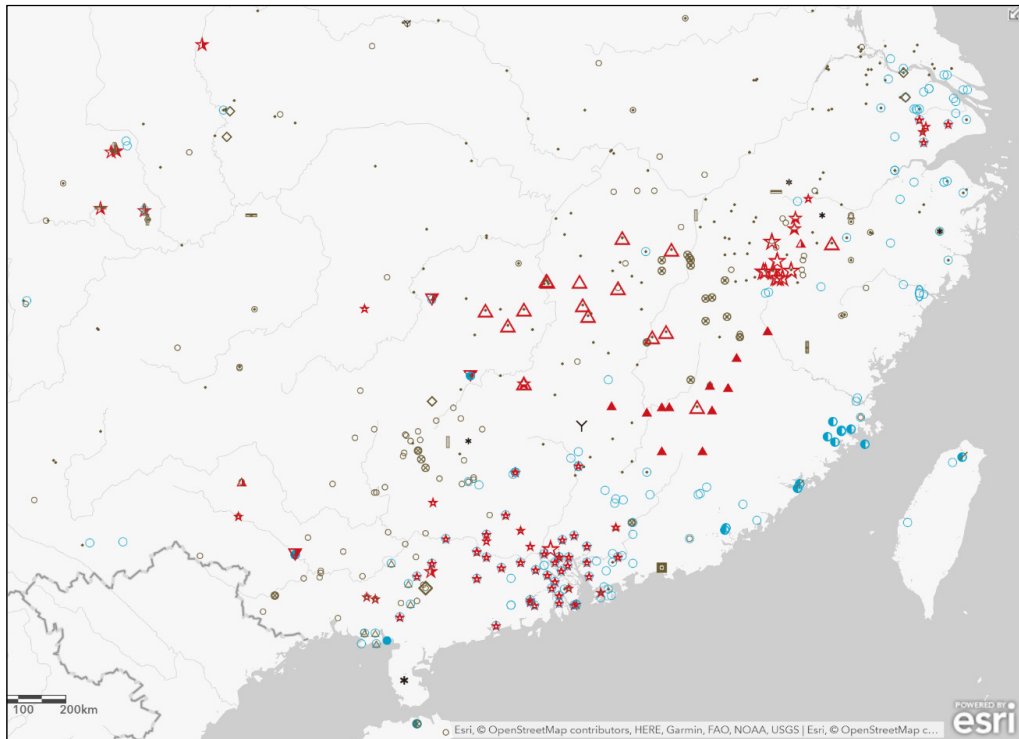 100 200km
Esri, © OpenStreetMap contributors, HERE, Garmin, FAO, NOAA, USGS | Esri, © OpenStreetMap c...
POWERED BY
esri